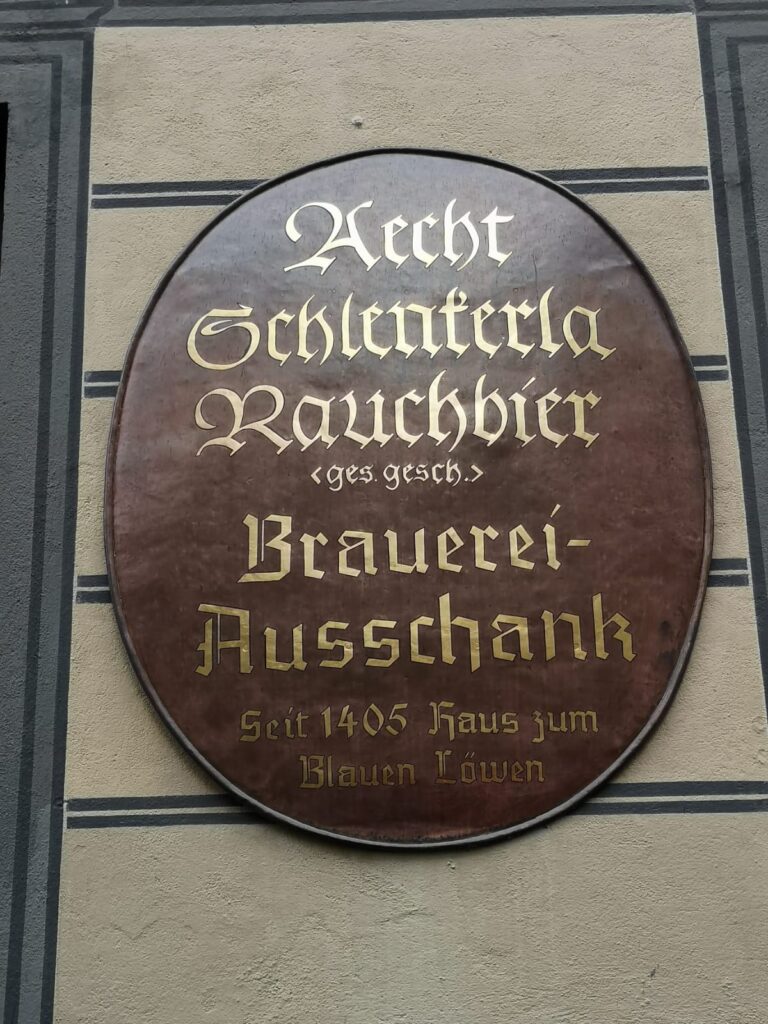 Aecht
Schlenkerla
Rauchbier
<ges. gesch.>
Brauerei-
Ausschank
Seit 1405 Haus zum
Blauen Löwen